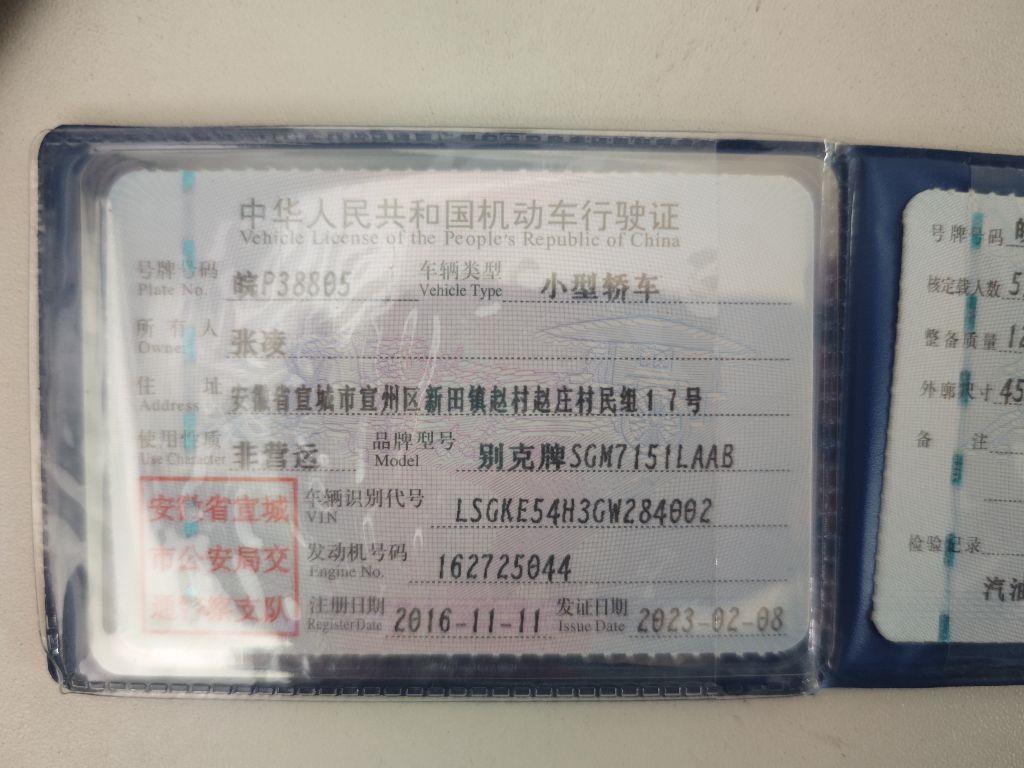 中华人民共和国机动车行驶证
Vehicle License of the People's Republic of China
号牌号码 Plate No. 皖P38805 车辆类型 Vehicle Type 小型轿车
所有人 Owner 张凌
住址 Address 安徽省宣城市宣州区新田镇赵村赵庄村民组17号
使用性质 Use Character 非营运 品牌型号 Model 别克牌SGM7151LAAB
车辆识别代号 VIN LSGKE54H3GW284002
发动机号码 Engine No. 162725044
注册日期 Register Date 2016-11-11 发证日期 Issue Date 2023-02-08
安徽省宣城
市公安局交
通警察支队
号牌号码
核定载人数 5
整备质量 12
外廓尺寸 45
备注
检验记录
汽油